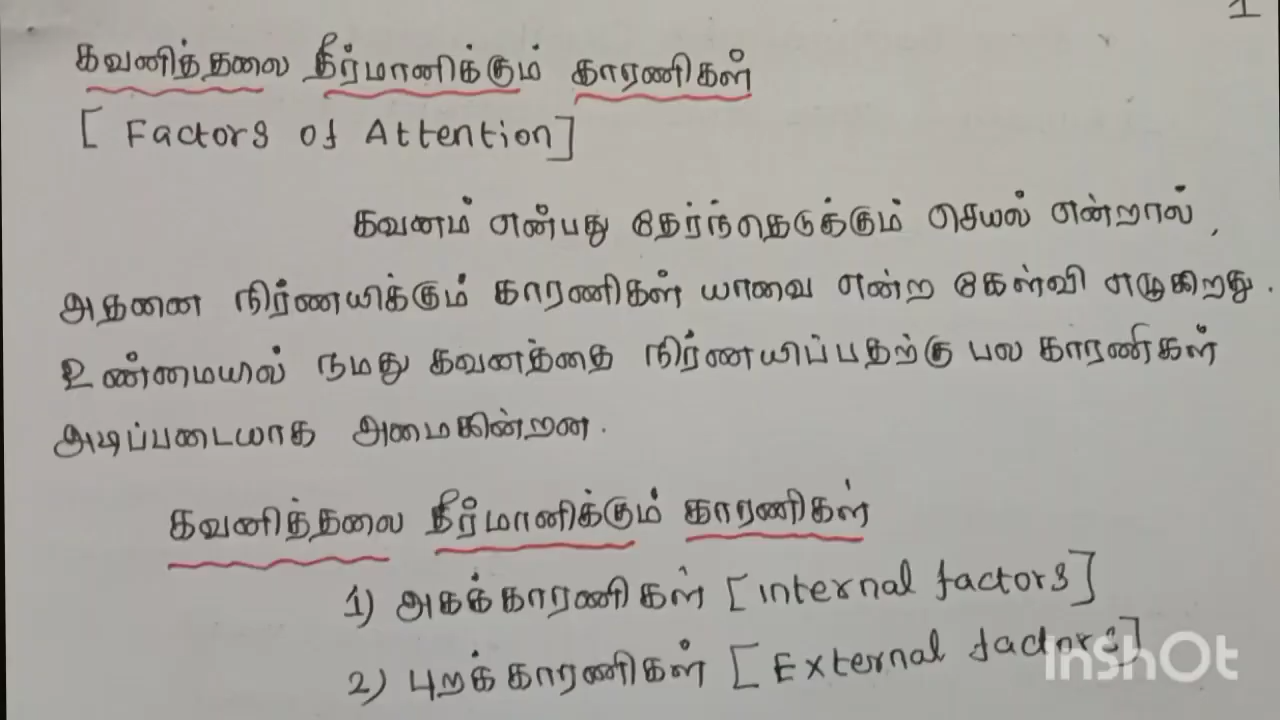 1
கவனித்தலை தீர்மானிக்கும் காரணிகள்
[ Factors of Attention]
கவனம் என்பது தேர்ந்தெடுக்கும் செயல் என்றால்,
அதனை நிர்ணயிக்கும் காரணிகள் யாவை என்ற கேள்வி எழுகிறது.
உண்மையில் நமது கவனத்தை நிர்ணயிப்பதற்கு பல காரணிகள்
அடிப்படையாக அமைகின்றன.
கவனித்தலை தீர்மானிக்கும் காரணிகள்
1) அகக்காரணிகள் [internal factors]
2) புறக்காரணிகள் [External factors]
InShOt